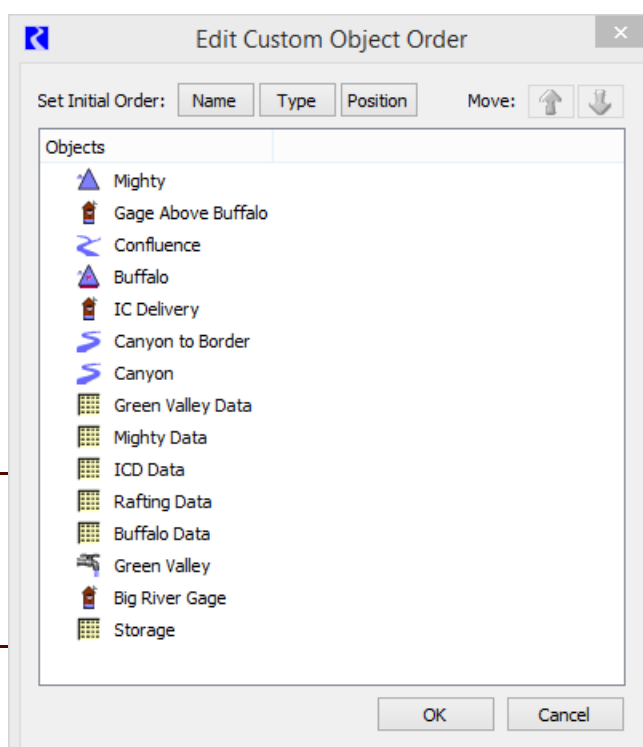 Edit Custom Object Order
Set Initial Order: Name Type Position Move:
Objects
Mighty
Gage Above Buffalo
Confluence
Buffalo
IC Delivery
Canyon to Border
Canyon
Green Valley Data
Mighty Data
ICD Data
Rafting Data
Buffalo Data
Green Valley
Big River Gage
Storage
OK Cancel